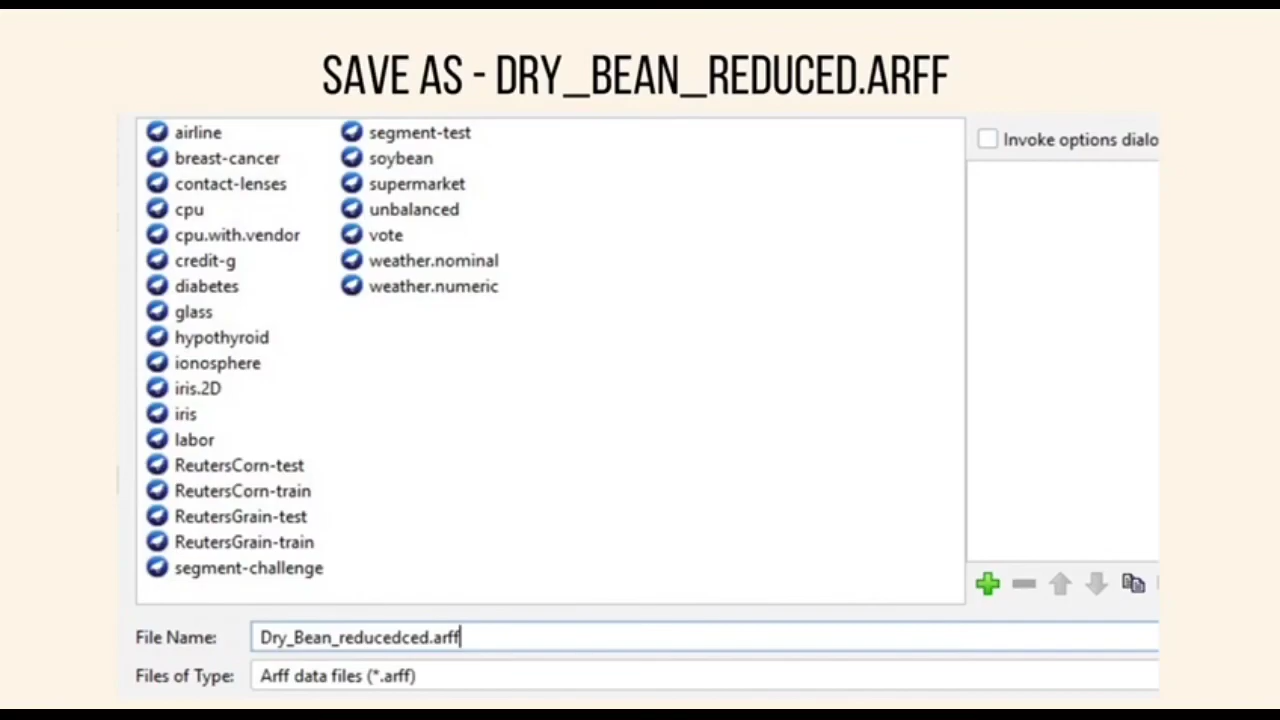 SAVE AS - DRY_BEAN_REDUCED.ARFF
airline
breast-cancer
contact-lenses
cpu
cpu.with.vendor
credit-g
diabetes
glass
hypothyroid
ionosphere
iris.2D
iris
labor
ReutersCorn-test
ReutersCorn-train
ReutersGrain-test
ReutersGrain-train
segment-challenge
segment-test
soybean
supermarket
unbalanced
vote
weather.nominal
weather.numeric
Invoke options dialo
File Name: Dry_Bean_reducedced.arff
Files of Type: Arff data files (*.arff)